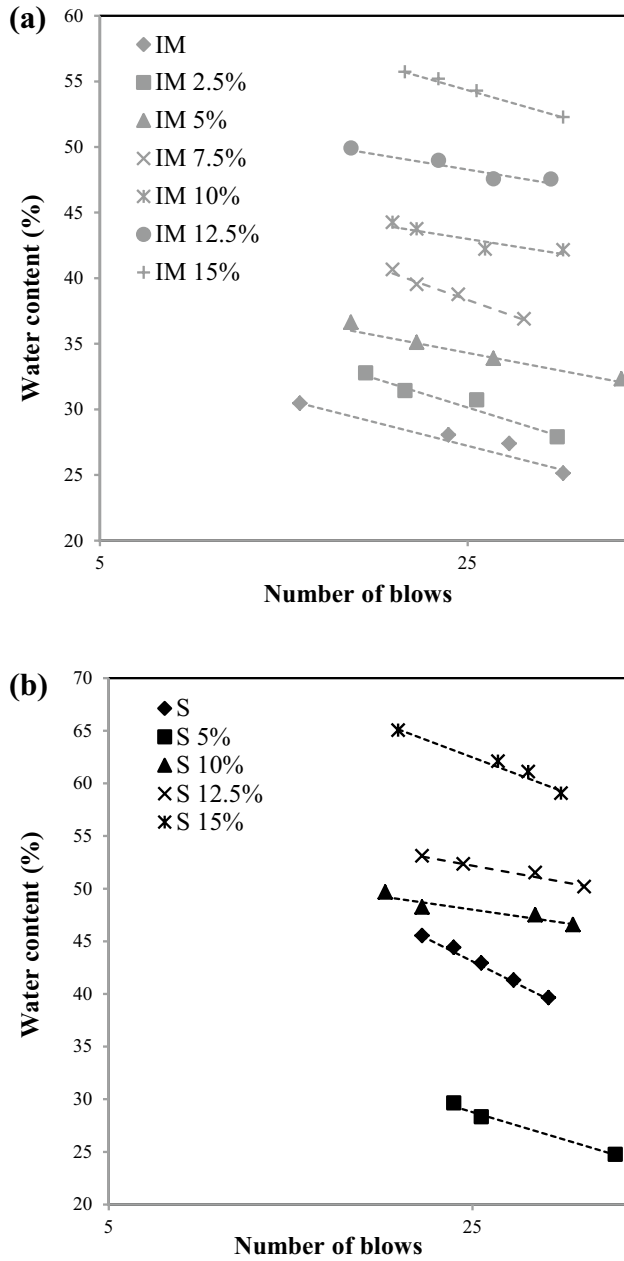 (a)
60
55
50
45
40
35
30
25
20
Water content (%)
IM
IM 2.5%
IM 5%
IM 7.5%
IM 10%
IM 12.5%
IM 15%
5
25
Number of blows
(b)
70
65
60
55
50
45
40
35
30
25
20
Water content (%)
S
S 5%
S 10%
S 12.5%
S 15%
5
25
Number of blows